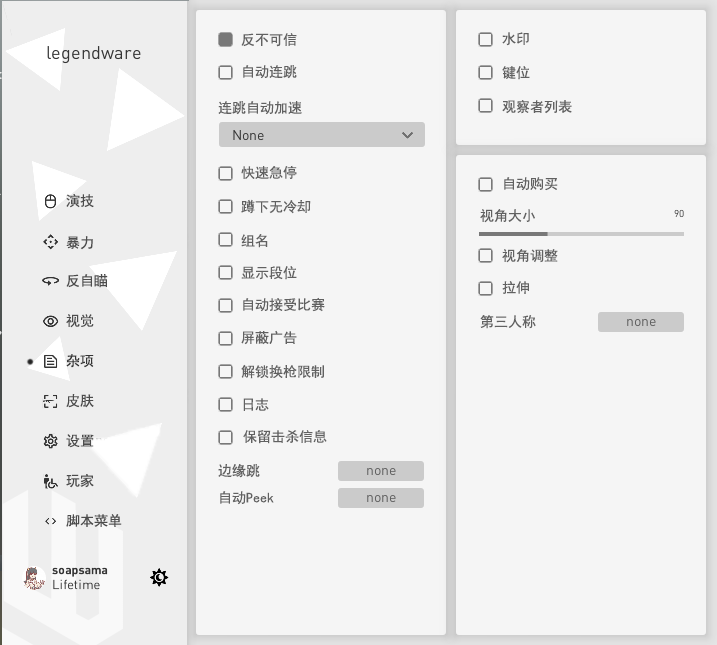 legendware
演技
暴力
反自瞄
视觉
杂项
皮肤
设置
玩家
脚本菜单
soapsama
Lifetime
反不可信
自动连跳
连跳自动加速
None
快速急停
蹲下无冷却
组名
显示段位
自动接受比赛
屏蔽广告
解锁换枪限制
日志
保留击杀信息
边缘跳 none
自动Peek none
水印
键位
观察者列表
自动购买
视角大小 90
视角调整
拉伸
第三人称 none